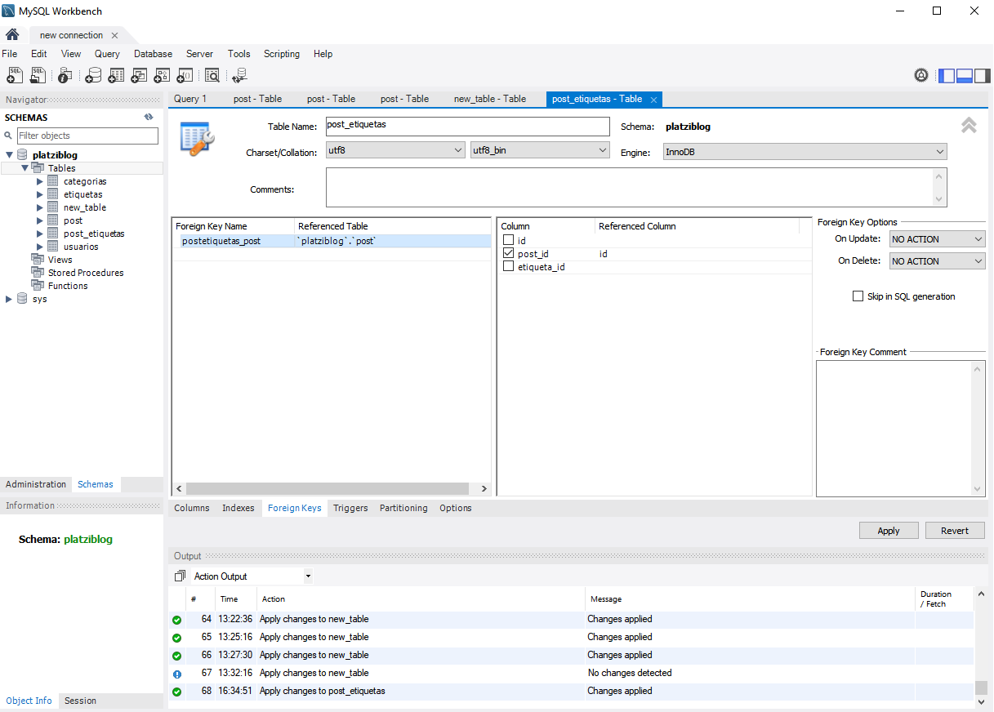 MySQL Workbench
new connection
File Edit View Query Database Server Tools Scripting Help
Navigator
SCHEMAS
Filter objects
platziblog
Tables
categorias
etiquetas
new_table
post
post_etiquetas
usuarios
Views
Stored Procedures
Functions
sys
Administration Schemas
Information
Schema: platziblog
Object Info Session
Query 1 post - Table post - Table post - Table new_table - Table post_etiquetas - Table
Table Name: post_etiquetas Schema: platziblog
Charset/Collation: utf8 utf8_bin Engine: InnoDB
Comments:
Foreign Key Name Referenced Table
postetiquetas_post `platziblog`.`post`
Column Referenced Column
id
post_id id
etiqueta_id
Foreign Key Options
On Update: NO ACTION
On Delete: NO ACTION
Skip in SQL generation
Foreign Key Comment
Columns Indexes Foreign Keys Triggers Partitioning Options
Apply Revert
Output
Action Output
# Time Action Message Duration / Fetch
64 13:22:36 Apply changes to new_table Changes applied
65 13:25:16 Apply changes to new_table Changes applied
66 13:27:30 Apply changes to new_table Changes applied
67 13:32:16 Apply changes to new_table No changes detected
68 16:34:51 Apply changes to post_etiquetas Changes applied